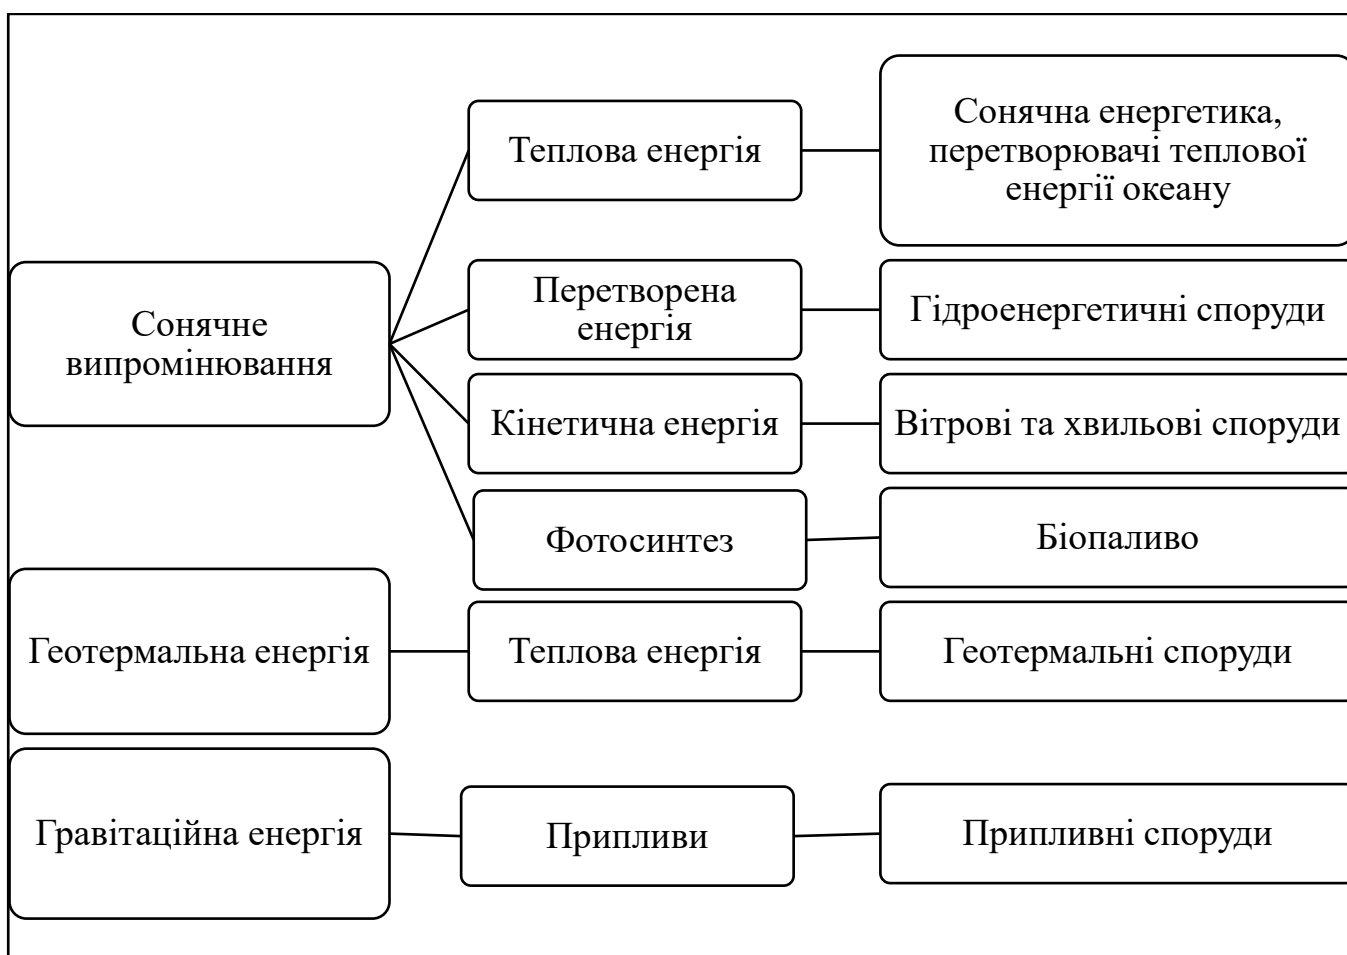 Сонячне
випромінювання
Теплова енергія
Сонячна енергетика,
перетворювачі теплової
енергії океану
Перетворена
енергія
Гідроенергетичні споруди
Кінетична енергія
Вітрові та хвильові споруди
Фотосинтез
Біопаливо
Геотермальна енергія
Теплова енергія
Геотермальні споруди
Гравітаційна енергія
Припливи
Припливні споруди